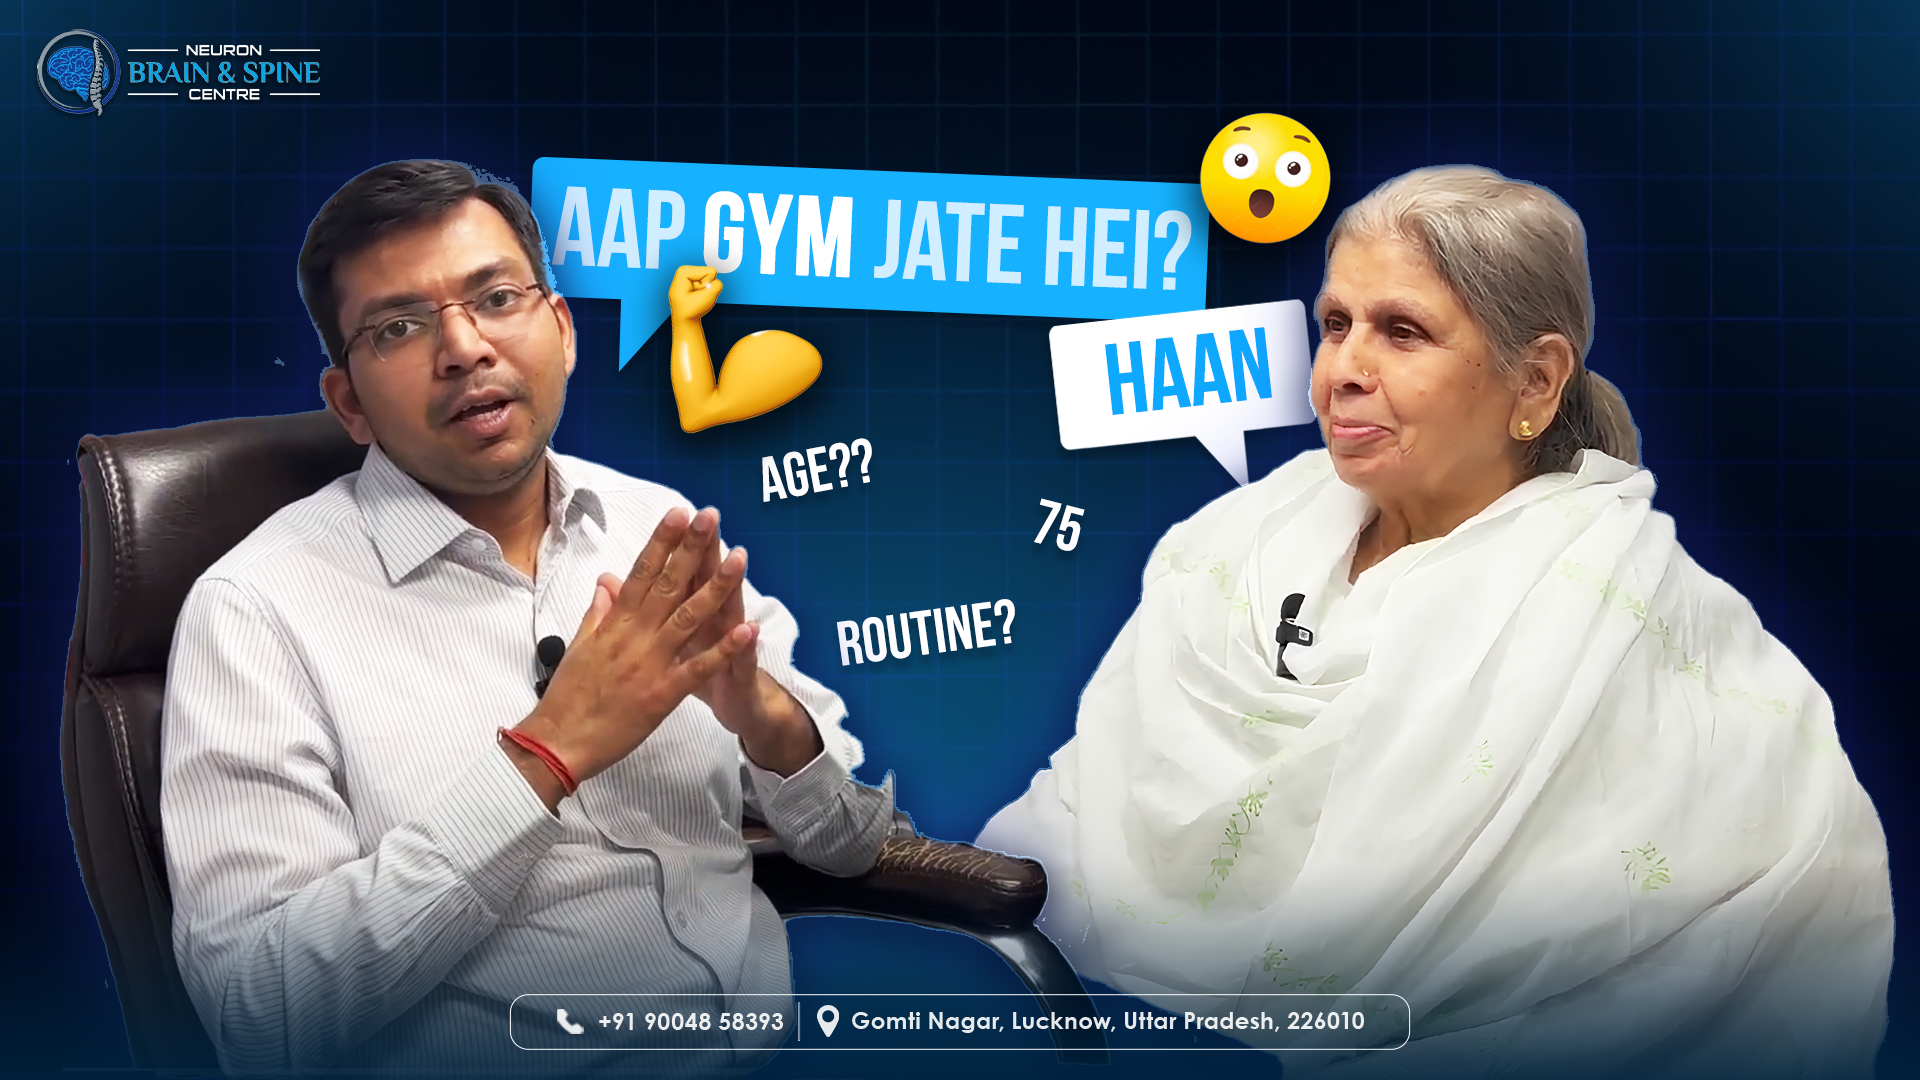 NEURON
BRAIN & SPINE
CENTRE
AAP GYM JATE HEI?
HAAN
AGE??
75
ROUTINE?
+91 90048 58393
Gomti Nagar, Lucknow, Uttar Pradesh, 226010